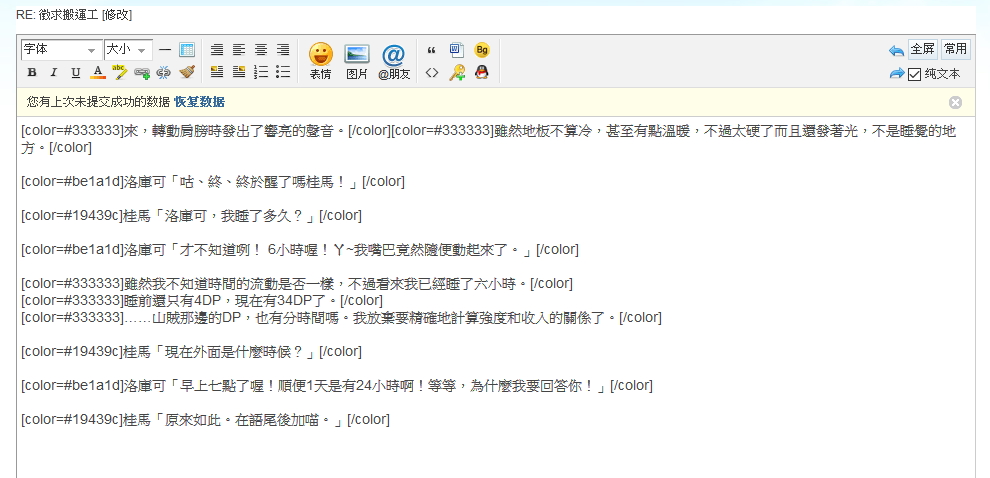 RE: 徵求搬運工 [修改]
字体 大小 全屏 常用
B I U A abc Bg
表情 图片 @朋友 纯文本
您有上次未提交成功的数据 恢复数据
[color=#333333]來，轉動肩膀時發出了響亮的聲音。[/color][color=#333333]雖然地板不算冷，甚至有點溫暖，不過太硬了而且還發著光，不是睡覺的地
方。[/color]
[color=#be1a1d]洛庫可「咕、終、終於醒了嗎桂馬！」[/color]
[color=#19439c]桂馬「洛庫可，我睡了多久？」[/color]
[color=#be1a1d]洛庫可「才不知道咧！ 6小時喔！ㄚ~我嘴巴竟然隨便動起來了。」[/color]
[color=#333333]雖然我不知道時間的流動是否一樣，不過看來我已經睡了六小時。[/color]
[color=#333333]睡前還只有4DP，現在有34DP了。[/color]
[color=#333333]……山賊那邊的DP，也有分時間嗎。我放棄要精確地計算強度和收入的關係了。[/color]
[color=#19439c]桂馬「現在外面是什麼時候？」[/color]
[color=#be1a1d]洛庫可「早上七點了喔！順便1天是有24小時啊！等等，為什麼我要回答你！」[/color]
[color=#19439c]桂馬「原來如此。在語尾後加喵。」[/color]